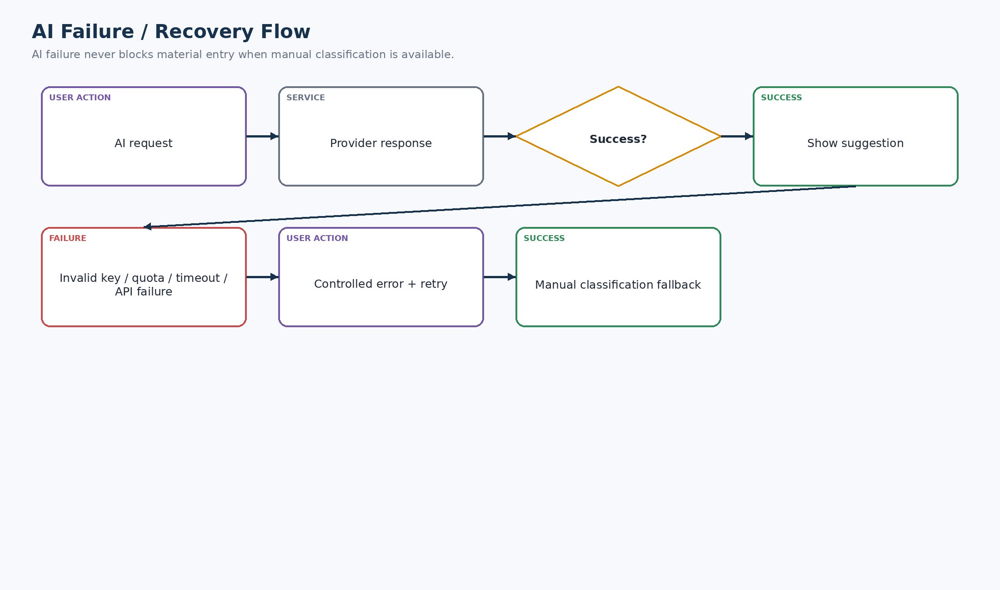 AI Failure / Recovery Flow
AI failure never blocks material entry when manual classification is available.
USER ACTION
AI request
SERVICE
Provider response
Success?
SUCCESS
Show suggestion
FAILURE
Invalid key / quota / timeout /
API failure
USER ACTION
Controlled error + retry
SUCCESS
Manual classification fallback